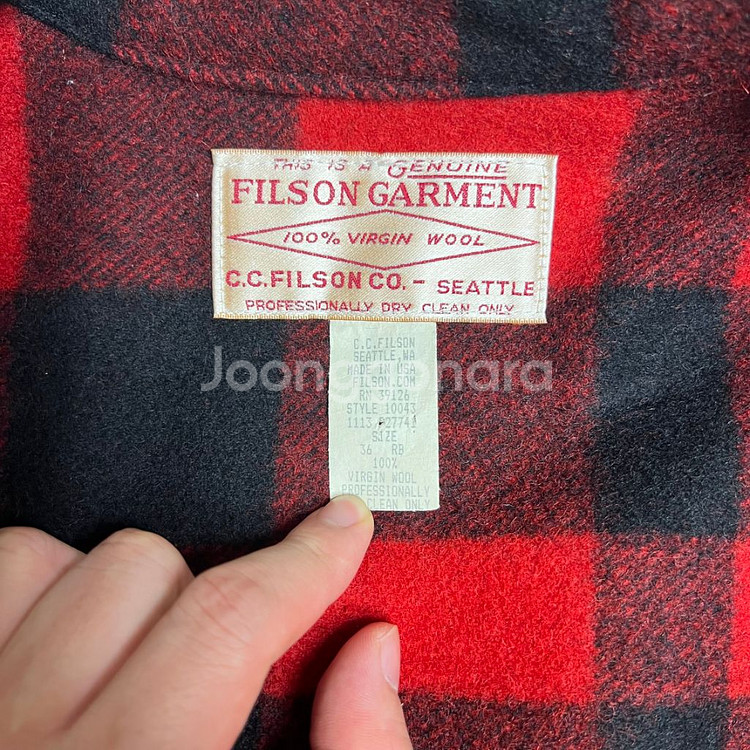 THIS IS A GENUINE
FILSON GARMENT
100% VIRGIN WOOL
C.C.FILSON CO. - SEATTLE
PROFESSIONALLY DRY CLEAN ONLY
C.C.FILSON
SEATTLE,WA
MADE IN USA
FILSON.COM
RN 39126
STYLE 10043
1113
SIZE
36 RB
100%
VIRGIN WOOL
PROFESSIONALLY
CLEAN ONLY